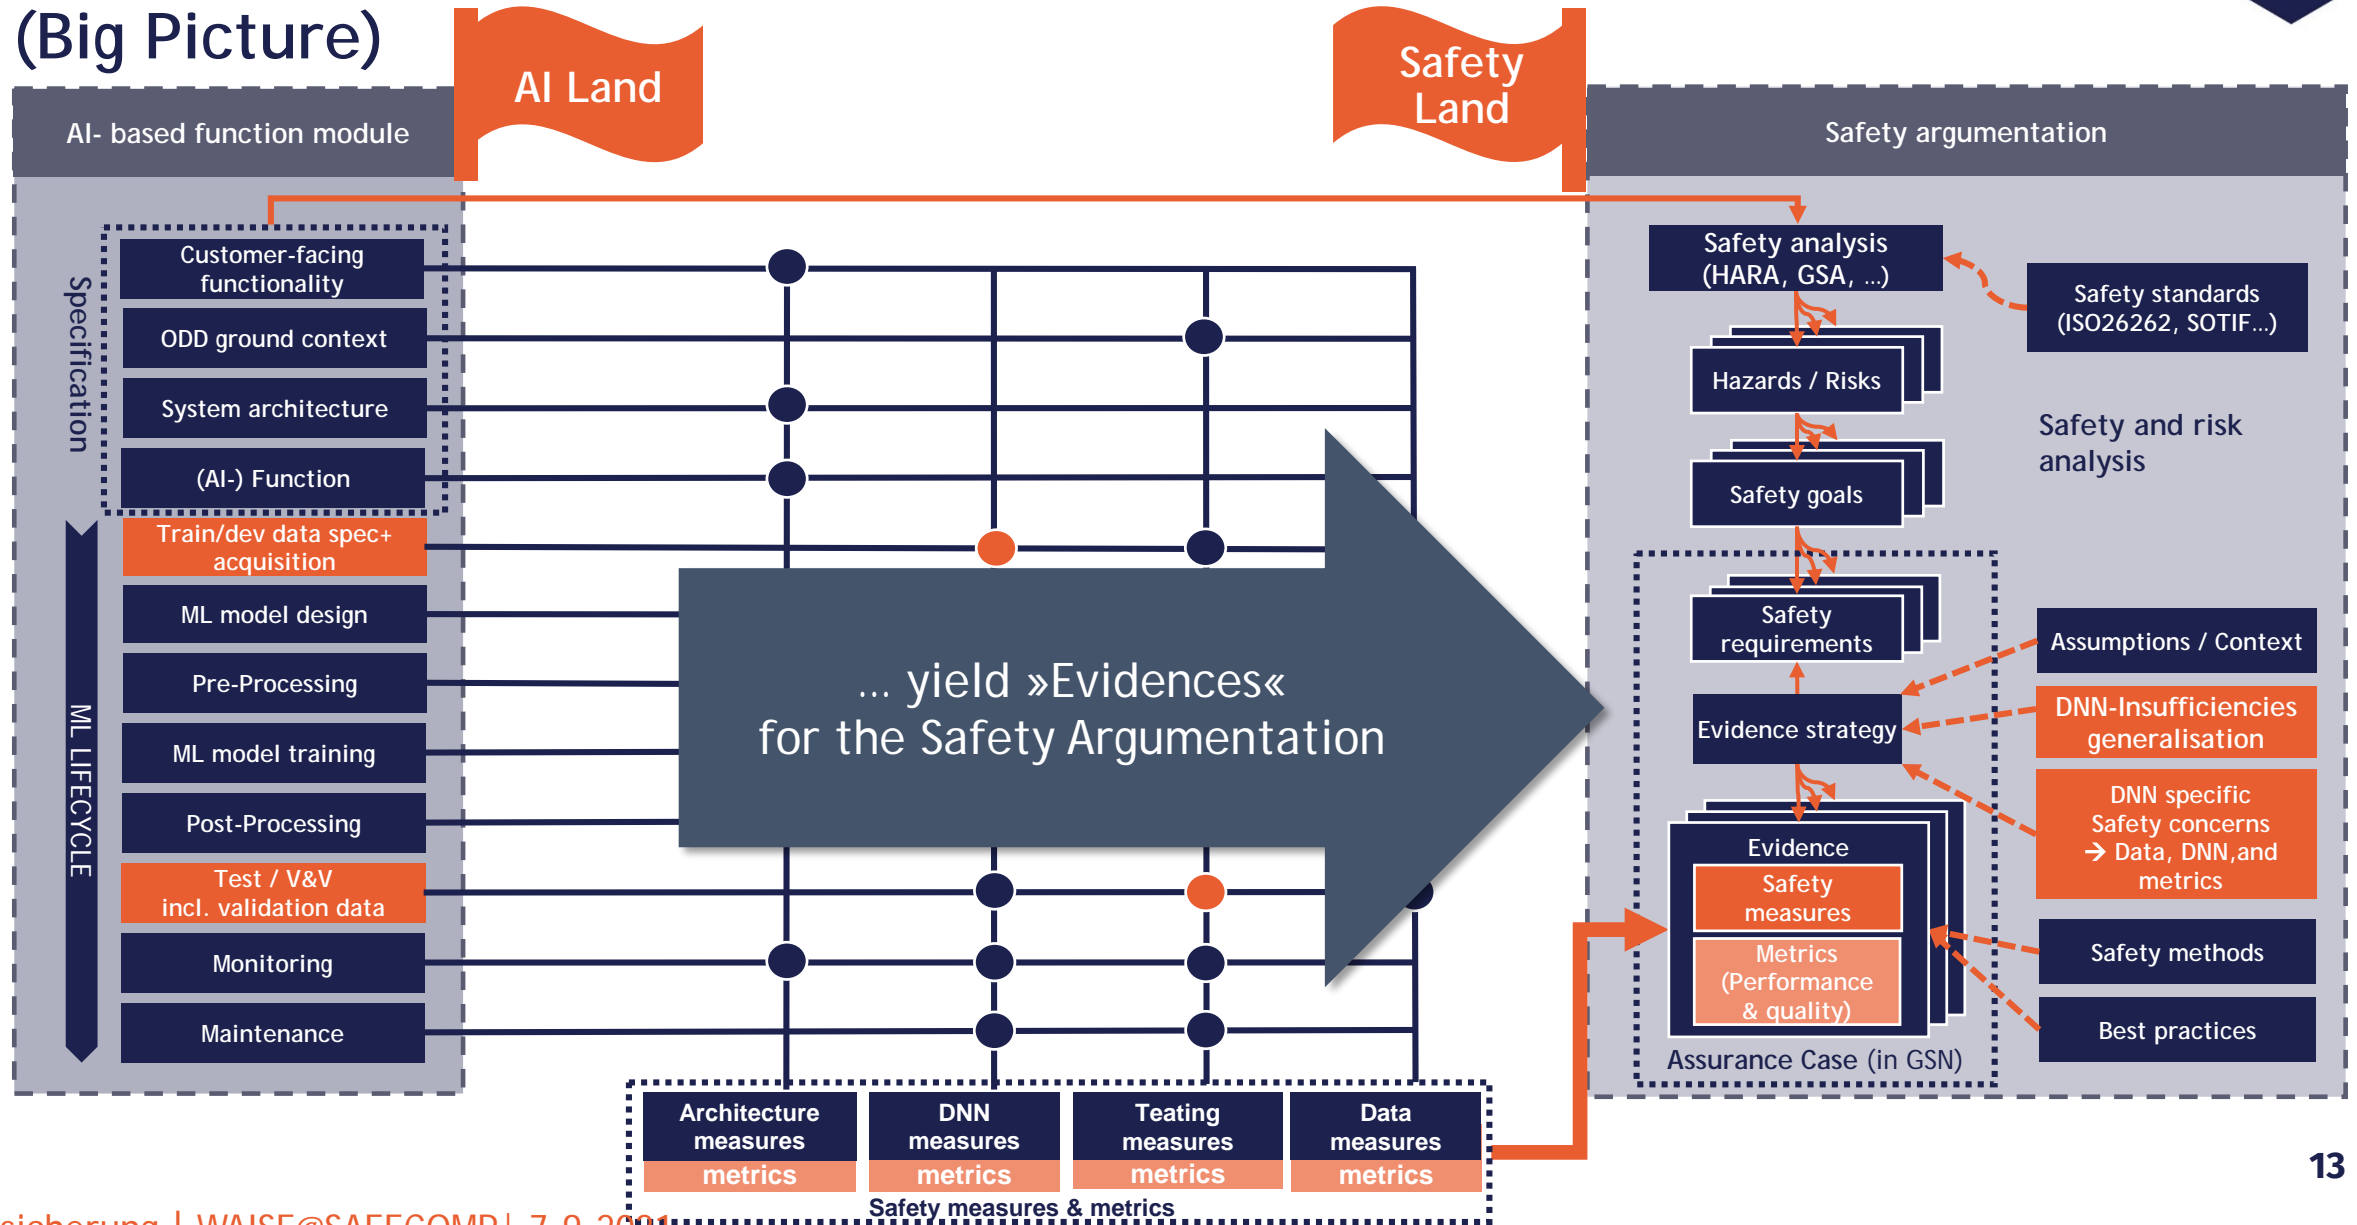 (Big Picture)
AI Land
Safety
Land
AI- based function module
Safety argumentation
Specification
Customer-facing
functionality
ODD ground context
System architecture
(AI-) Function
ML LIFECYCLE
Train/dev data spec+
acquisition
ML model design
Pre-Processing
ML model training
Post-Processing
Test / V&V
incl. validation data
Monitoring
Maintenance
... yield »Evidences«
for the Safety Argumentation
Architecture
measures
metrics
DNN
measures
metrics
Teating
measures
metrics
Data
measures
metrics
Safety measures & metrics
Safety analysis
(HARA, GSA, ...)
Safety standards
(ISO26262, SOTIF...)
Hazards / Risks
Safety and risk
analysis
Safety goals
Safety
requirements
Assumptions / Context
Evidence strategy
DNN-Insufficiencies
generalisation
DNN specific
Safety concerns
→ Data, DNN,and
metrics
Evidence
Safety
measures
Metrics
(Performance
& quality)
Safety methods
Best practices
Assurance Case (in GSN)
13
sicherung | WAISE@SAFECOMP| 7.9.2021